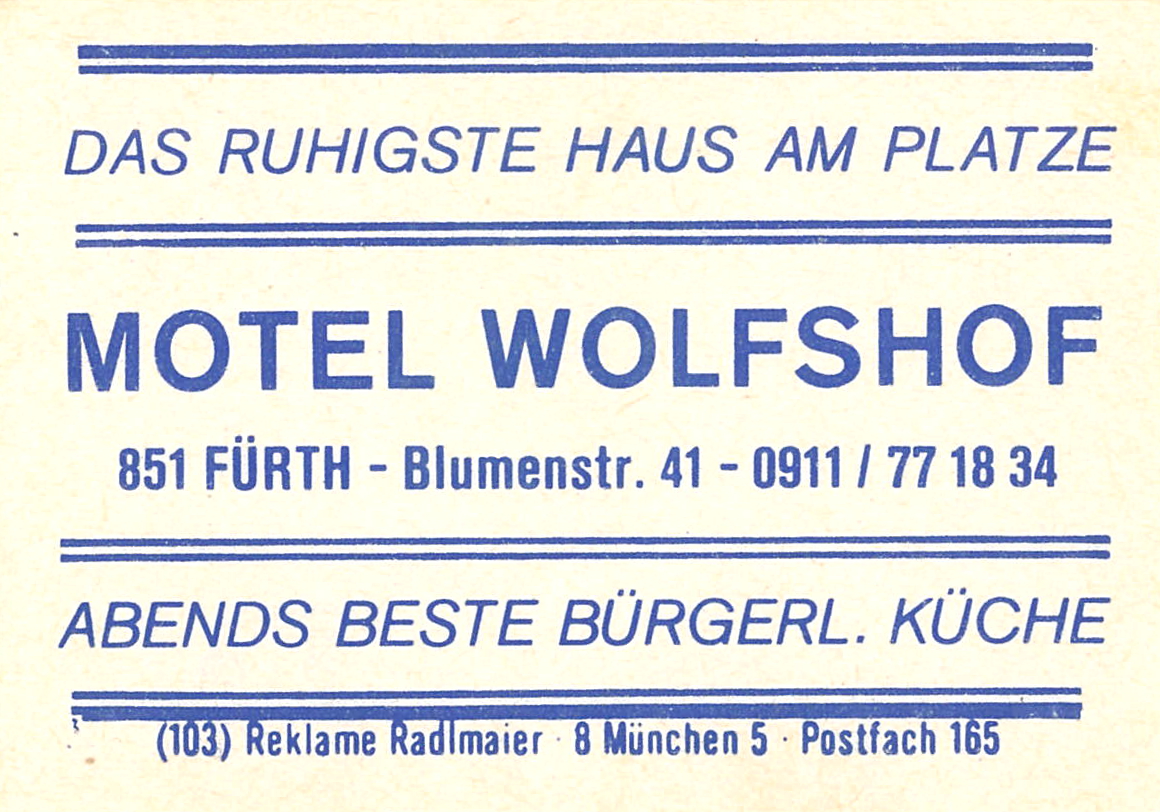 DAS RUHIGSTE HAUS AM PLATZE
MOTEL WOLFSHOF
851 FÜRTH - Blumenstr. 41 - 0911 / 77 18 34
ABENDS BESTE BÜRGERL. KÜCHE
(103) Reklame Radlmaier · 8 München 5 · Postfach 165